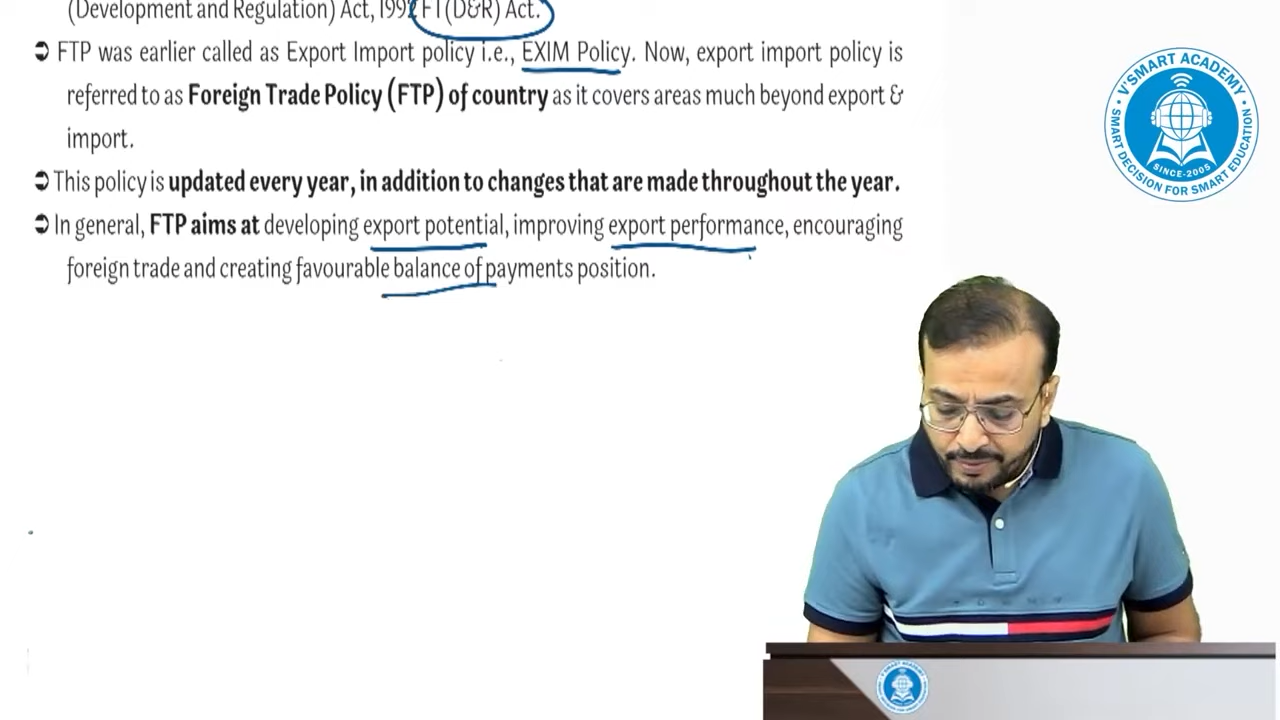 (Development and Regulation) Act, 1992 FT(D&R) Act.
➲ FTP was earlier called as Export Import policy i.e., EXIM Policy. Now, export import policy is
referred to as Foreign Trade Policy (FTP) of country as it covers areas much beyond export &
import.
➲ This policy is updated every year, in addition to changes that are made throughout the year.
➲ In general, FTP aims at developing export potential, improving export performance, encouraging
foreign trade and creating favourable balance of payments position.
V'SMART ACADEMY
SINCE-2005
SMART DECISION FOR SMART EDUCATION